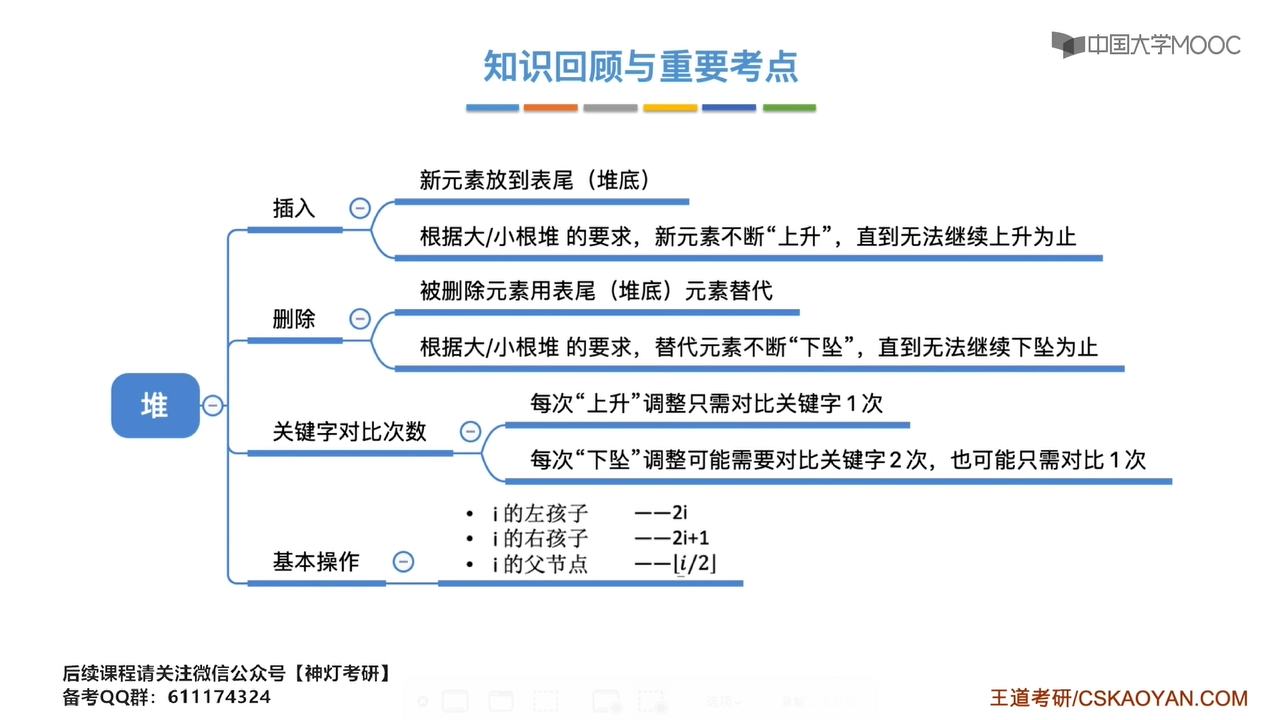 中国大学MOOC
知识回顾与重要考点
新元素放到表尾（堆底）
插入
根据大/小根堆 的要求，新元素不断“上升”，直到无法继续上升为止
被删除元素用表尾（堆底）元素替代
删除
根据大/小根堆 的要求，替代元素不断“下坠”，直到无法继续下坠为止
堆
每次“上升”调整只需对比关键字1次
关键字对比次数
每次“下坠”调整可能需要对比关键字2次，也可能只需对比1次
• i 的左孩子 ——2i
• i 的右孩子 ——2i+1
基本操作
• i 的父节点 ——⌊i/2⌋
后续课程请关注微信公众号【神灯考研】
备考QQ群：611174324
王道考研/CSKAOYAN.COM